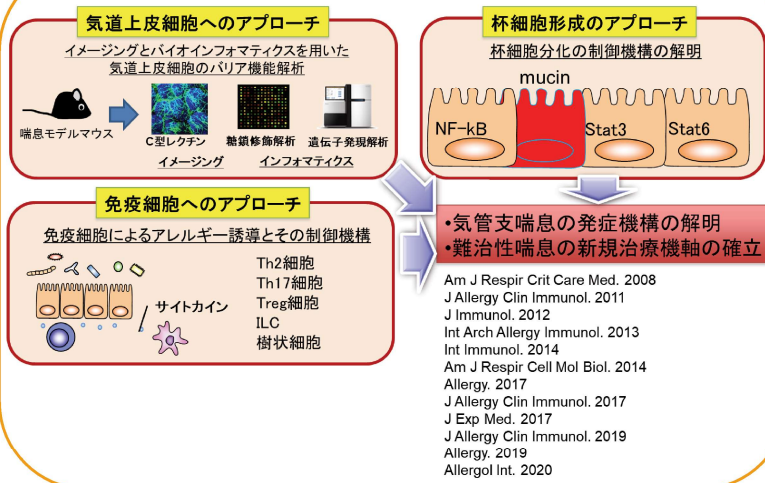 気道上皮細胞へのアプローチ
イメージングとバイオインフォマティクスを用いた
気道上皮細胞のバリア機能解析
喘息モデルマウス
C型レクチン
糖鎖修飾解析
遺伝子発現解析
イメージング
インフォマティクス
杯細胞形成のアプローチ
杯細胞分化の制御機構の解明
mucin
NF-kB
Stat3
Stat6
免疫細胞へのアプローチ
免疫細胞によるアレルギー誘導とその制御機構
サイトカイン
Th2細胞
Th17細胞
Treg細胞
ILC
樹状細胞
•気管支喘息の発症機構の解明
•難治性喘息の新規治療機軸の確立
Am J Respir Crit Care Med. 2008
J Allergy Clin Immunol. 2011
J Immunol. 2012
Int Arch Allergy Immunol. 2013
Int Immunol. 2014
Am J Respir Cell Mol Biol. 2014
Allergy. 2017
J Allergy Clin Immunol. 2017
J Exp Med. 2017
J Allergy Clin Immunol. 2019
Allergy. 2019
Allergol Int. 2020